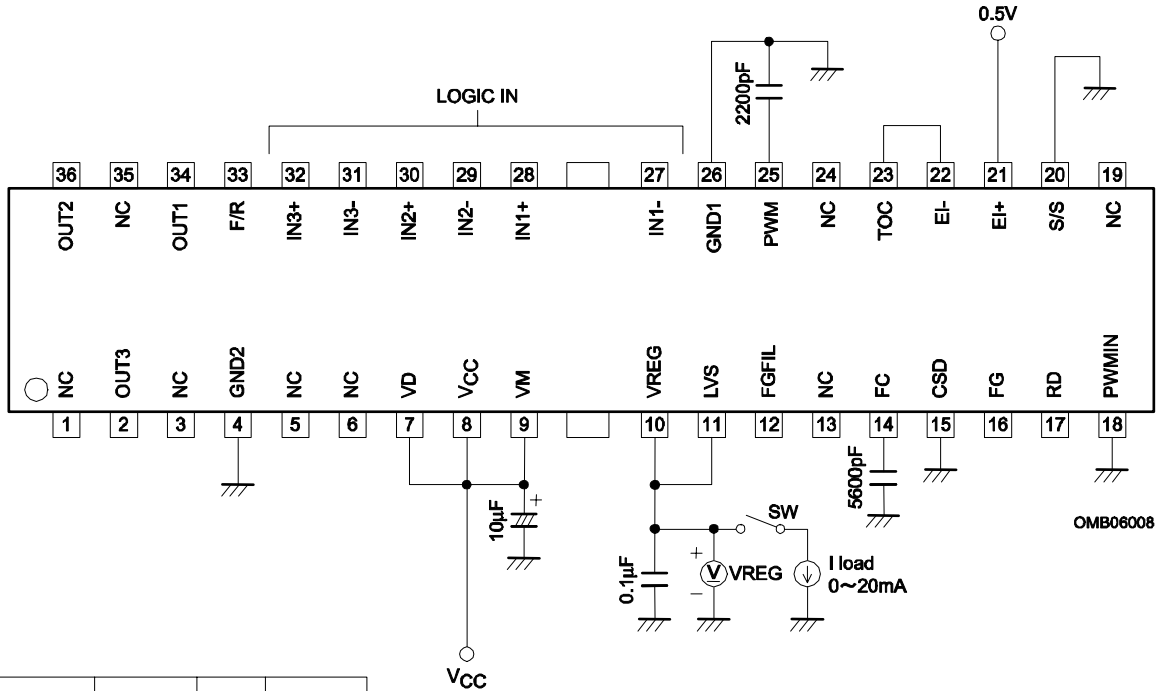 0.5V
LOGIC IN
2200pF
36 35 34 33 32 31 30 29 28 27 26 25 24 23 22 21 20 19
OUT2 NC OUT1 F/R IN3+ IN3- IN2+ IN2- IN1+ IN1- GND1 PWM NC TOC EI- EI+ S/S NC
NC OUT3 NC GND2 NC NC VD VCC VM VREG LVS FGFIL NC FC CSD FG RD PWMIN
1 2 3 4 5 6 7 8 9 10 11 12 13 14 15 16 17 18
10μF
+
5600pF
SW
OMB06008
0.1μF
+
V
−
VREG
I load
0～20mA
VCC